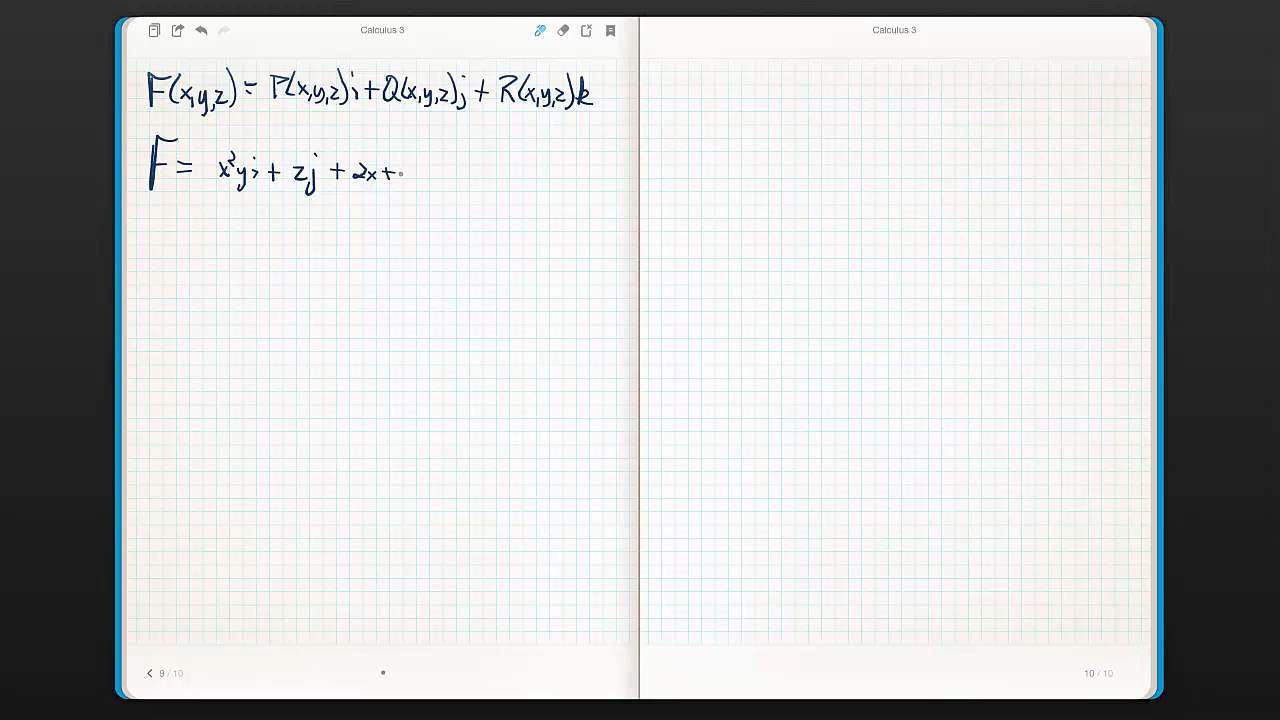 Calculus 3
Calculus 3
F(x,y,z) = P(x,y,z)i + Q(x,y,z)j + R(x,y,z)k
F = x²yi + zj + 2x +
9 / 10
10 / 10